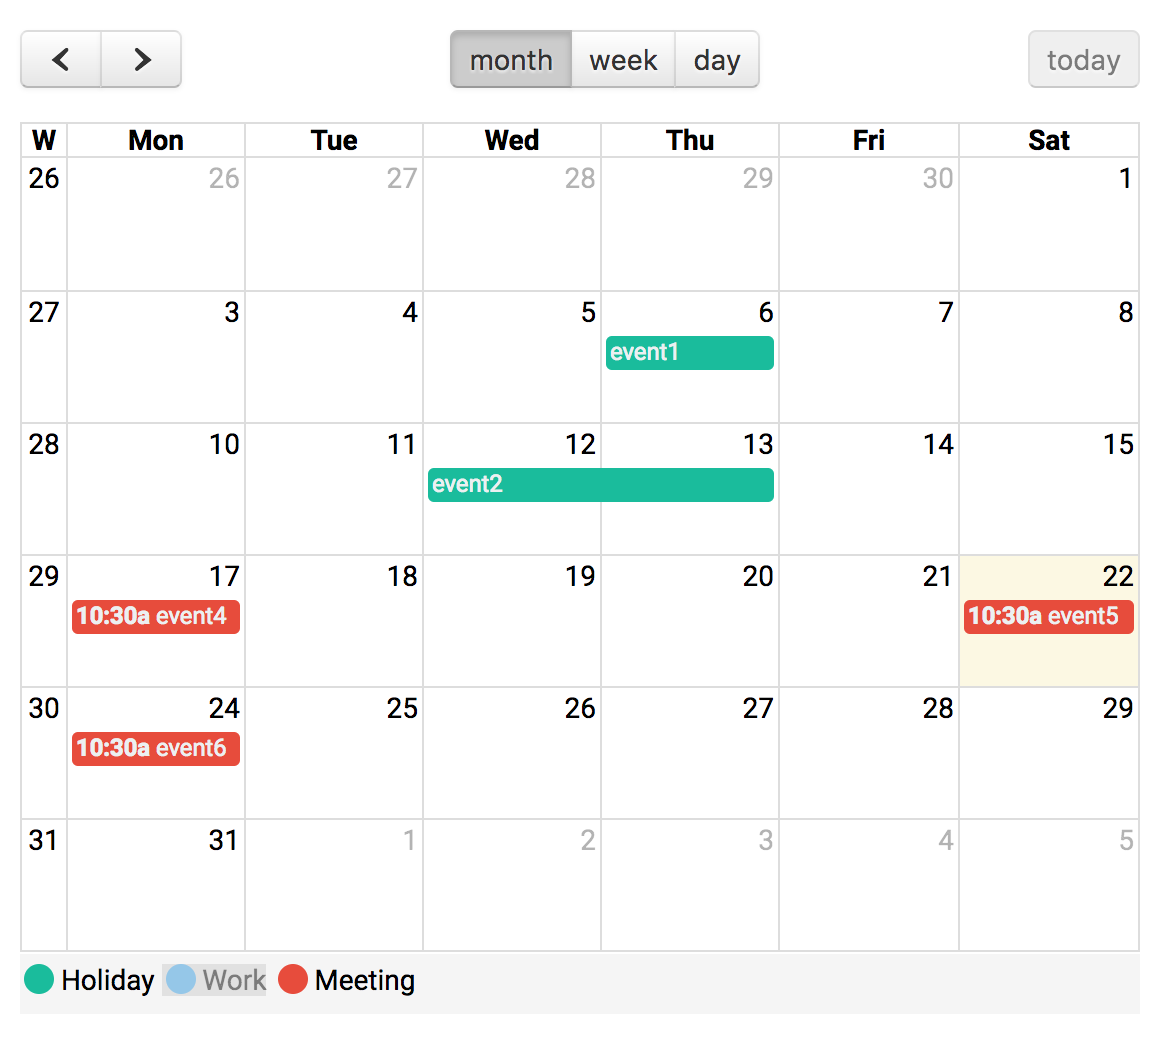 month week day today
W Mon Tue Wed Thu Fri Sat
26 26 27 28 29 30 1
27 3 4 5 6 7 8
event1
28 10 11 12 13 14 15
event2
29 17 18 19 20 21 22
10:30a event4 10:30a event5
30 24 25 26 27 28 29
10:30a event6
31 31 1 2 3 4 5
Holiday Work Meeting